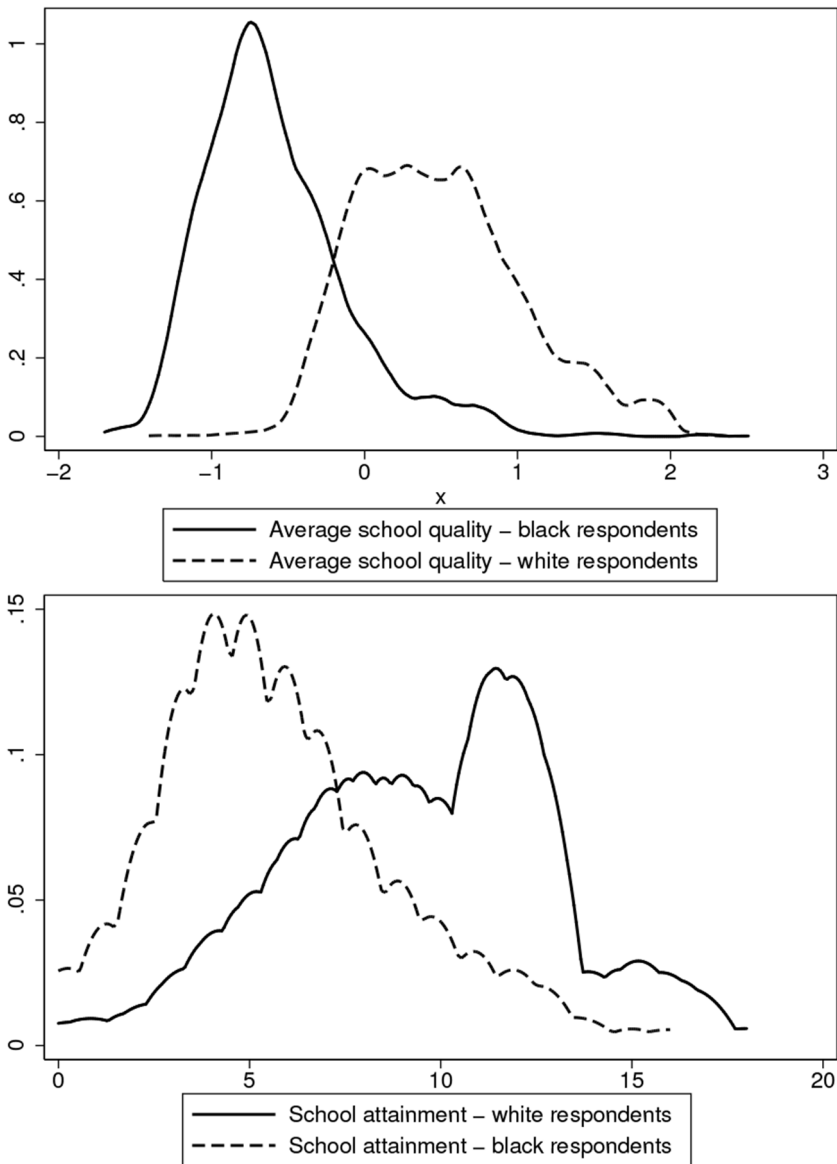 1
.8
.6
.4
.2
0
−2 −1 0 1 2 3
x
Average school quality − black respondents
Average school quality − white respondents
.15
.1
.05
0
0 5 10 15 20
School attainment − white respondents
School attainment − black respondents